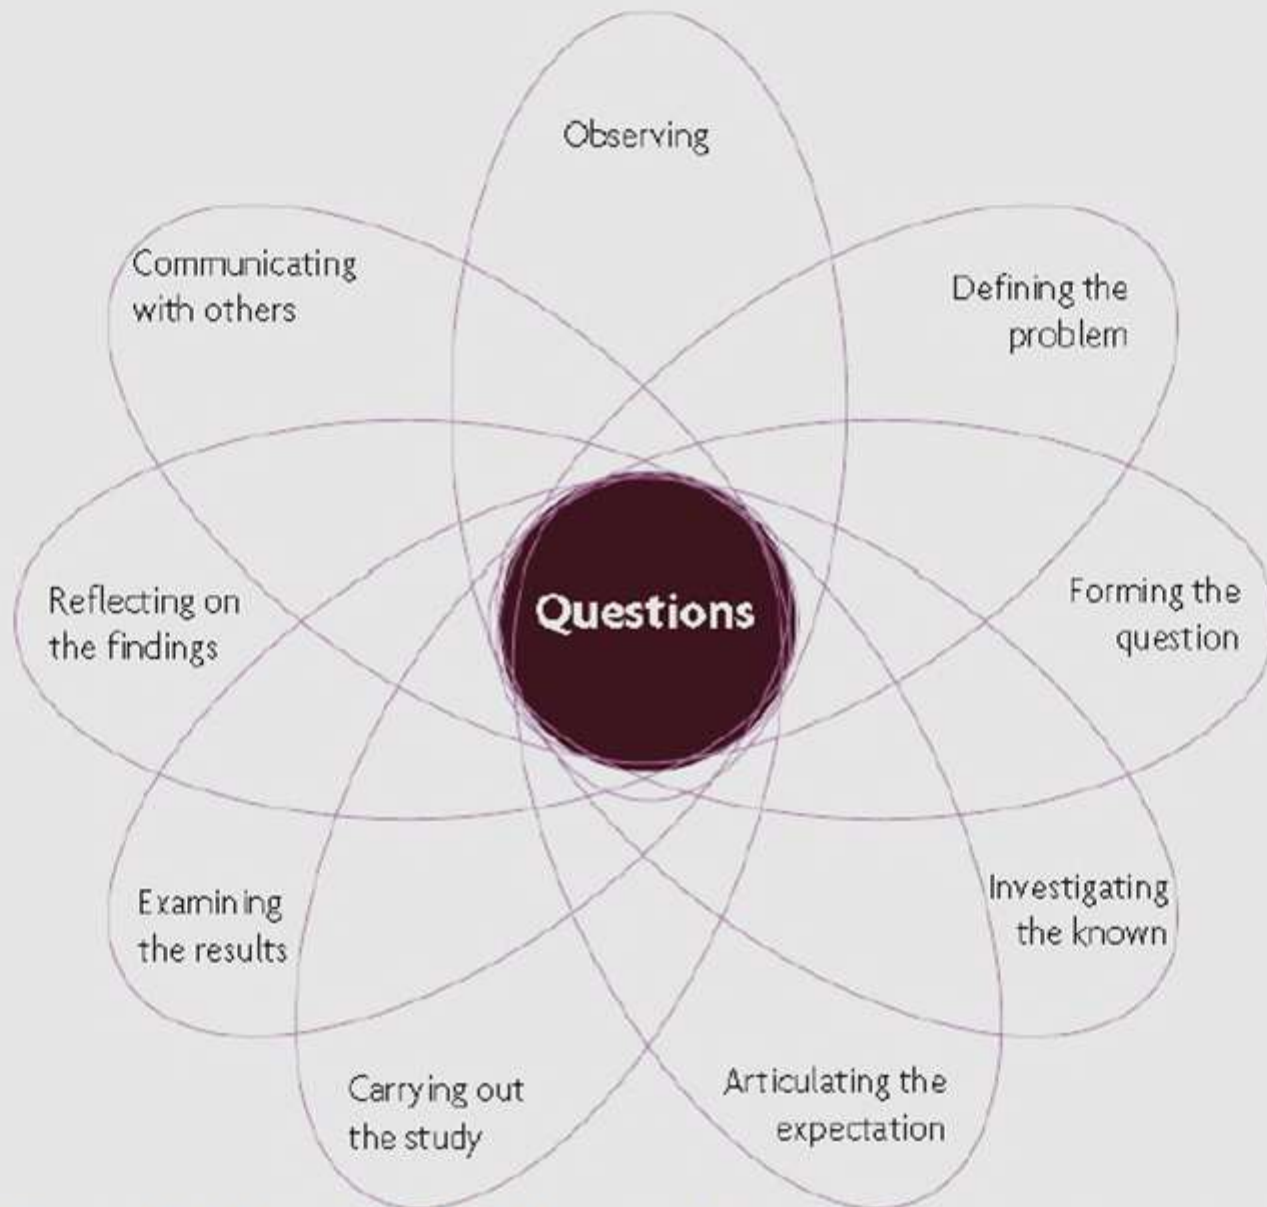 Observing
Defining the
problem
Forming the
question
Investigating
the known
Articulating the
expectation
Carrying out
the study
Examining
the results
Reflecting on
the findings
Communicating
with others
Questions